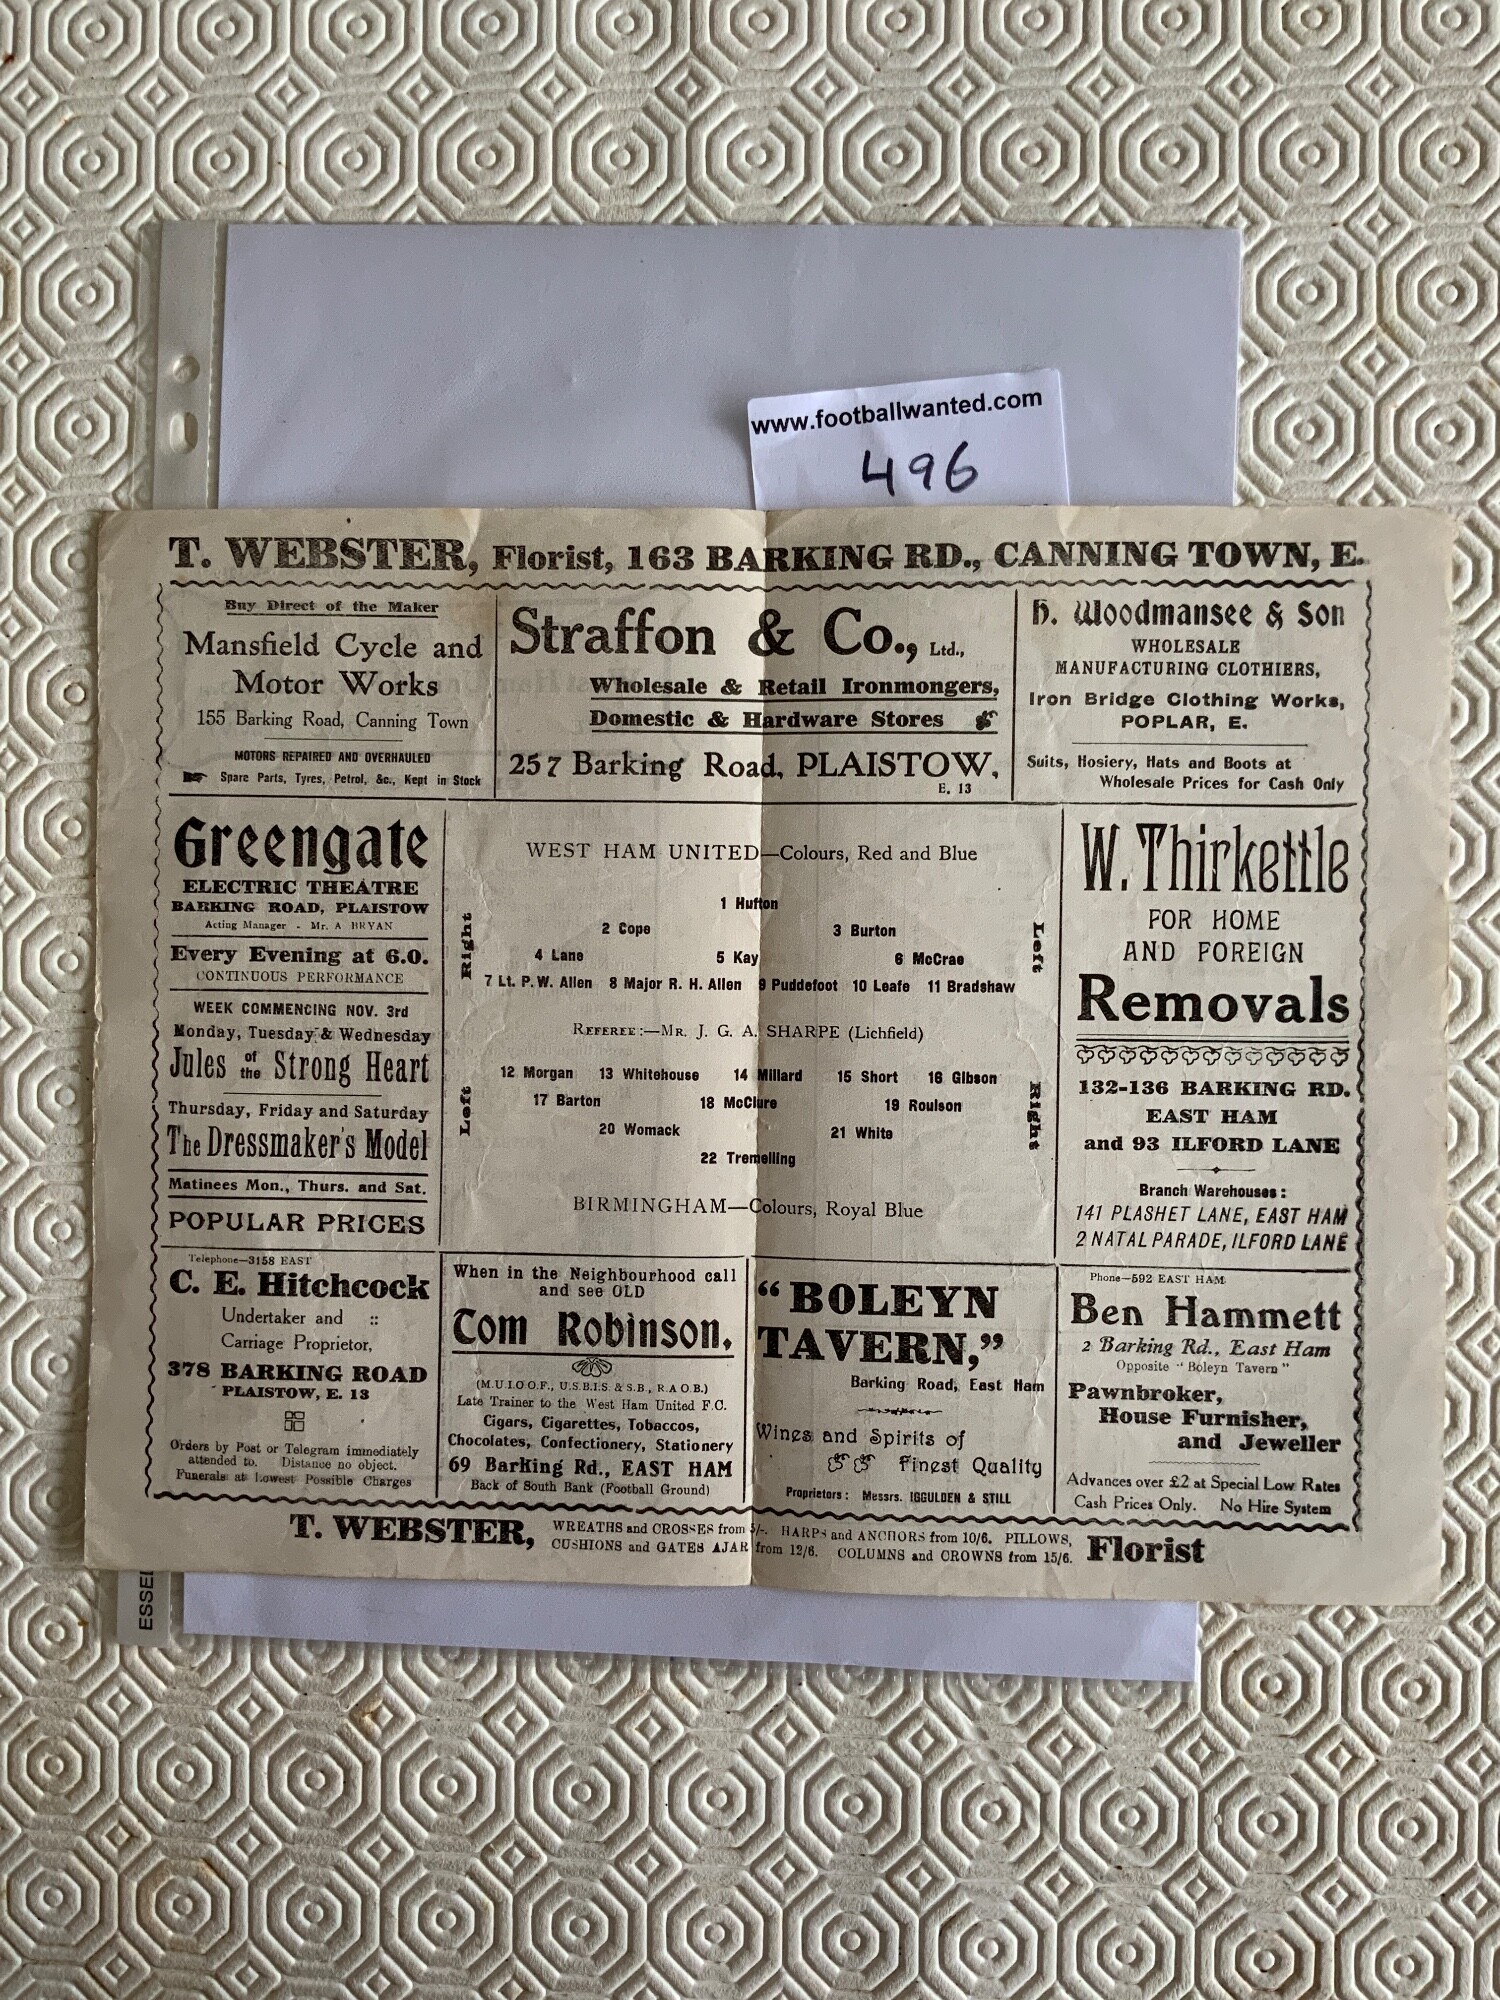 www.footballwanted.com
496
T. WEBSTER, Florist, 163 BARKING RD., CANNING TOWN, E.
Buy Direct of the Maker
Mansfield Cycle and
Motor Works
155 Barking Road, Canning Town
MOTORS REPAIRED AND OVERHAULED
Spare Parts, Tyres, Petrol, &c., Kept in Stock
Straffon & Co., Ltd.,
Wholesale & Retail Ironmongers,
Domestic & Hardware Stores
257 Barking Road, PLAISTOW,
E. 13
H. Woodmansee & Son
WHOLESALE
MANUFACTURING CLOTHIERS,
Iron Bridge Clothing Works,
POPLAR, E.
Suits, Hosiery, Hats and Boots at
Wholesale Prices for Cash Only
Greengate
ELECTRIC THEATRE
BARKING ROAD, PLAISTOW
Acting Manager - Mr. A BRYAN
Every Evening at 6.0.
CONTINUOUS PERFORMANCE
WEEK COMMENCING NOV. 3rd
Monday, Tuesday & Wednesday
Jules of the Strong Heart
Thursday, Friday and Saturday
The Dressmaker's Model
Matinees Mon., Thurs. and Sat.
POPULAR PRICES
WEST HAM UNITED—Colours, Red and Blue
Right
Left
1 Hufton
2 Cope 3 Burton
4 Lane 5 Kay 6 McCrae
7 Lt. P. W. Allen 8 Major R. H. Allen 9 Puddefoot 10 Leafe 11 Bradshaw
REFEREE:—MR. J. G. A. SHARPE (Lichfield)
Left
Right
12 Morgan 13 Whitehouse 14 Millard 15 Short 16 Gibson
17 Barton 18 McClure 19 Roulson
20 Womack 21 White
22 Tremelling
BIRMINGHAM—Colours, Royal Blue
W. Thirkettle
FOR HOME
AND FOREIGN
Removals
132-136 BARKING RD.
EAST HAM
and 93 ILFORD LANE
Branch Warehouses:
141 PLASHET LANE, EAST HAM
2 NATAL PARADE, ILFORD LANE
Telephone—3158 EAST
C. E. Hitchcock
Undertaker and ::
Carriage Proprietor,
378 BARKING ROAD
PLAISTOW, E. 13
Orders by Post or Telegram immediately
attended to. Distance no object.
Funerals at Lowest Possible Charges
When in the Neighbourhood call
and see OLD
Tom Robinson,
(M.U.I.O.O.F., U.S.B.I.S. & S.B., R.A.O.B.)
Late Trainer to the West Ham United F.C.
Cigars, Cigarettes, Tobaccos,
Chocolates, Confectionery, Stationery
69 Barking Rd., EAST HAM
Back of South Bank (Football Ground)
"BOLEYN
TAVERN,"
Barking Road, East Ham
Wines and Spirits of
Finest Quality
Proprietors: Messrs. IGGULDEN & STILL
Phone—592 EAST HAM
Ben Hammett
2 Barking Rd., East Ham
Opposite "Boleyn Tavern"
Pawnbroker,
House Furnisher,
and Jeweller
Advances over £2 at Special Low Rates
Cash Prices Only. No Hire System
T. WEBSTER, WREATHS and CROSSES from 5/-. HARPS and ANCHORS from 10/6. PILLOWS,
CUSHIONS and GATES AJAR from 12/6. COLUMNS and CROWNS from 15/6. Florist